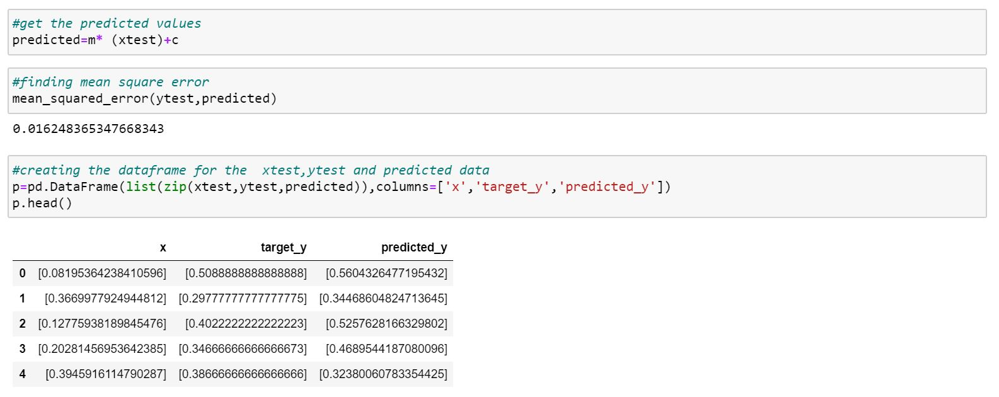 #get the predicted values
predicted=m* (xtest)+c
#finding mean square error
mean_squared_error(ytest,predicted)
0.016248365347668343
#creating the dataframe for the  xtest,ytest and predicted data
p=pd.DataFrame(list(zip(xtest,ytest,predicted)),columns=['x','target_y','predicted_y'])
p.head()
x target_y predicted_y
0 [0.08195364238410596] [0.5088888888888888] [0.5604326477195432]
1 [0.3669977924944812] [0.29777777777777775] [0.34468604824713645]
2 [0.12775938189845476] [0.4022222222222223] [0.5257628166329802]
3 [0.20281456953642385] [0.34666666666666673] [0.4689544187080096]
4 [0.3945916114790287] [0.38666666666666666] [0.32380060783354425]